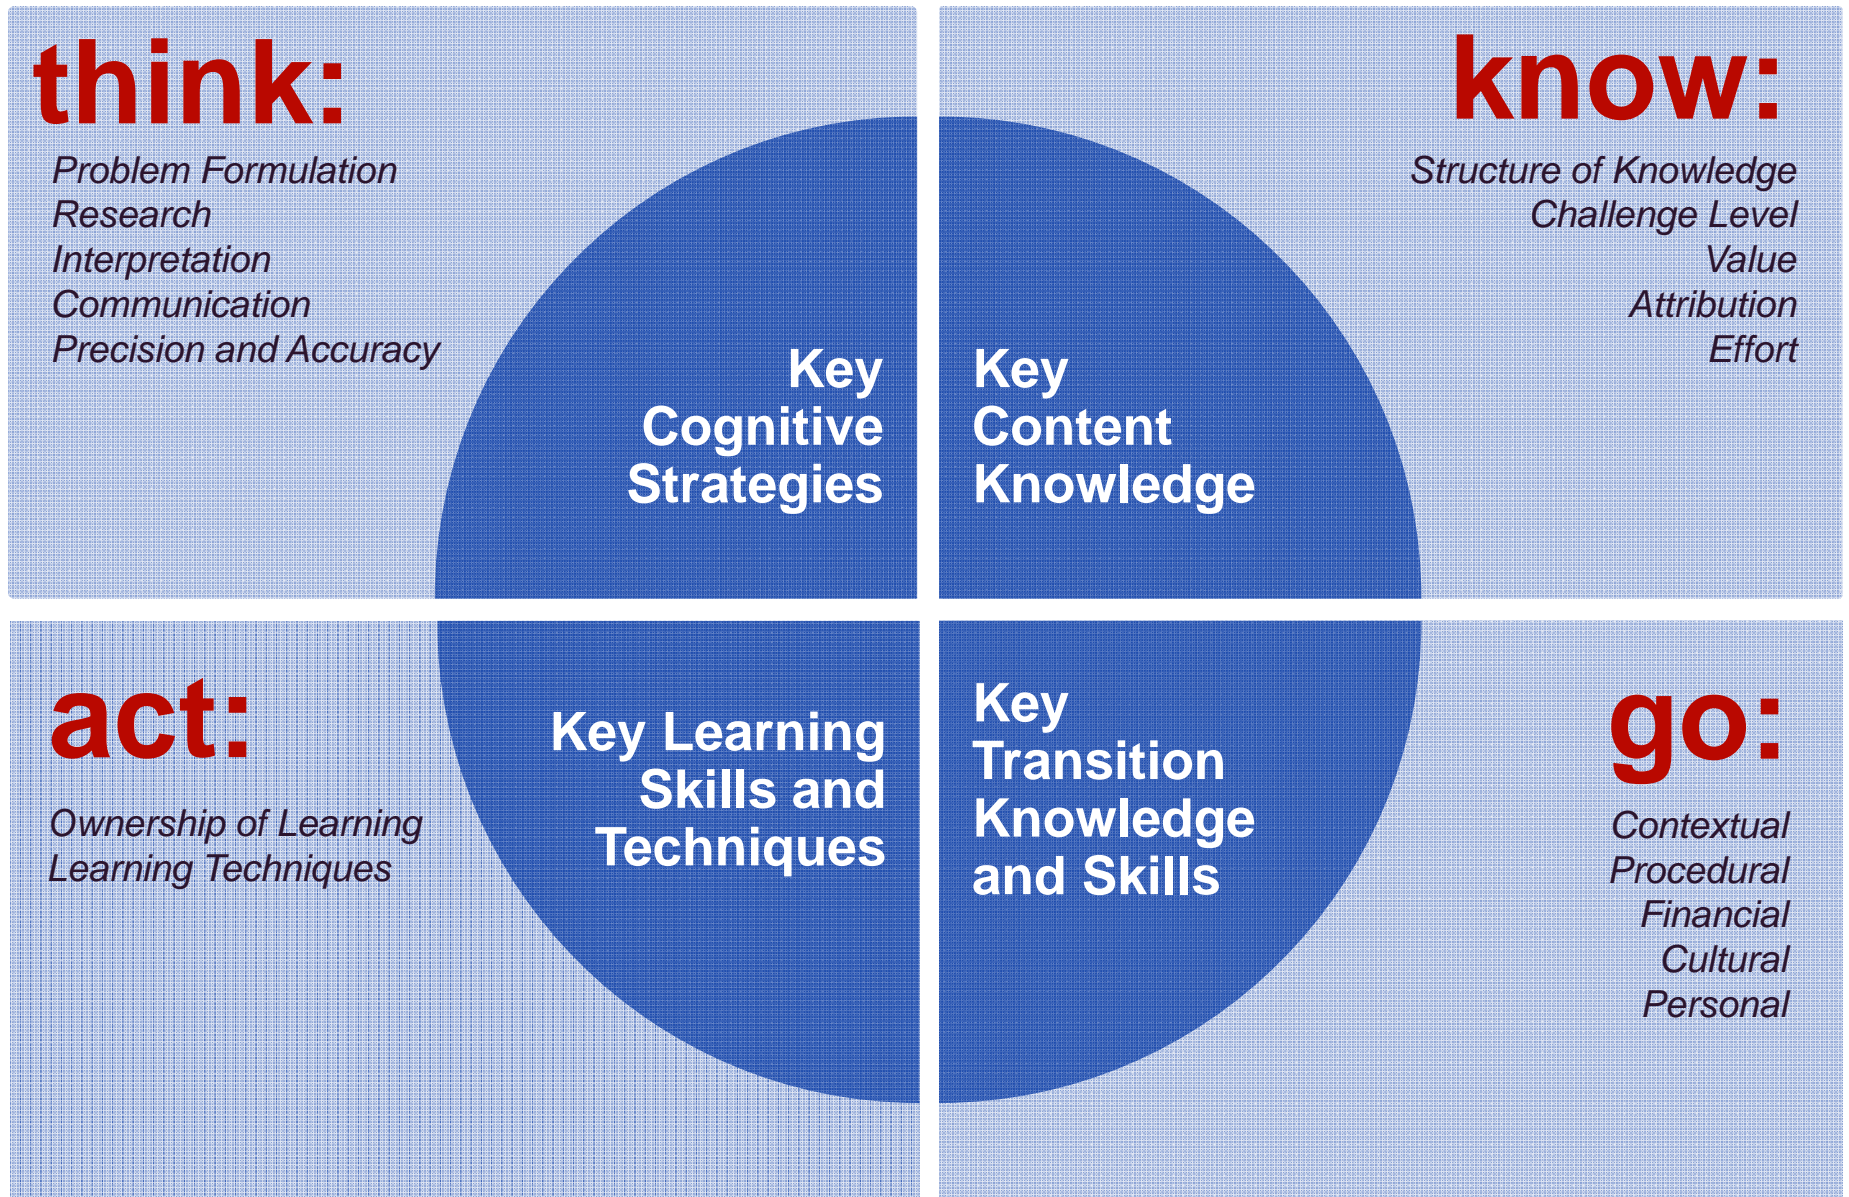 think:
Problem Formulation
Research
Interpretation
Communication
Precision and Accuracy
Key
Cognitive
Strategies
know:
Structure of Knowledge
Challenge Level
Value
Attribution
Effort
Key
Content
Knowledge
act:
Ownership of Learning
Learning Techniques
Key Learning
Skills and
Techniques
go:
Contextual
Procedural
Financial
Cultural
Personal
Key
Transition
Knowledge
and Skills